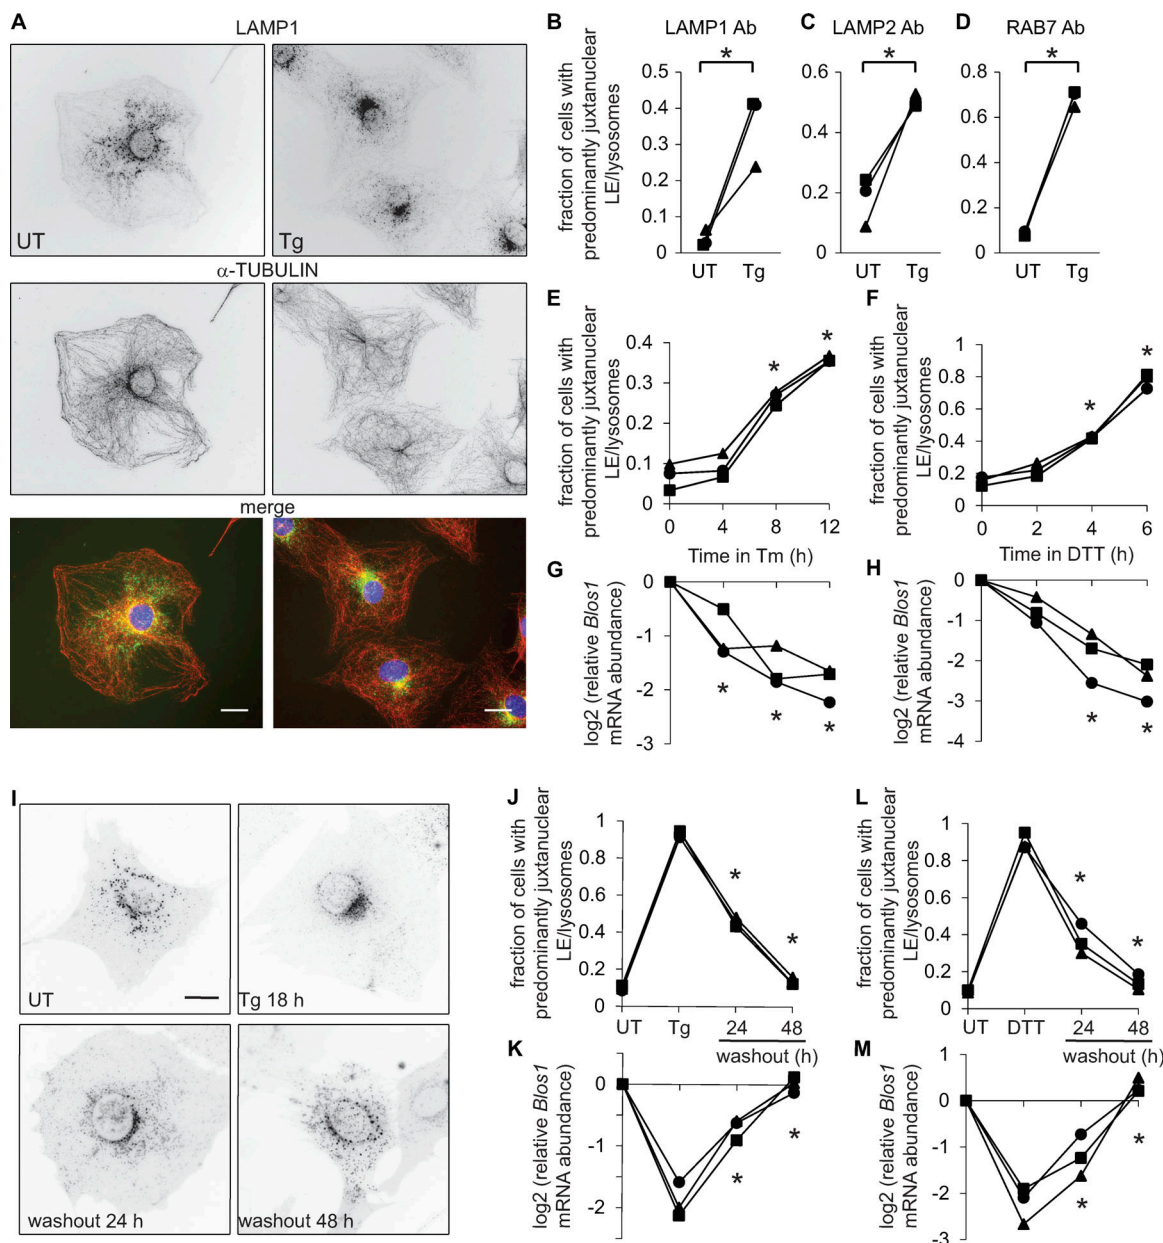 A
LAMP1
UT
Tg
α-TUBULIN
merge
B
LAMP1 Ab
*
fraction of cells with
predominantly juxtanuclear
LE/lysosomes
0.5
0.4
0.3
0.2
0.1
0
UT
Tg
C
LAMP2 Ab
*
0.6
0.4
0.2
0
UT
Tg
D
RAB7 Ab
*
0.8
0.6
0.4
0.2
0
UT
Tg
E
fraction of cells with
predominantly juxtanuclear
LE/lysosomes
0.4
0.3
0.2
0.1
0
* *
0 4 8 12
Time in Tm (h)
F
fraction of cells with
predominantly juxtanuclear
LE/lysosomes
1
0.8
0.6
0.4
0.2
0
* *
0 2 4 6
Time in DTT (h)
G
log2 (relative Blos1
mRNA abundance)
0
-1
-2
-3
* * *
H
log2 (relative Blos1
mRNA abundance)
0
-1
-2
-3
-4
* *
I
UT
Tg 18 h
washout 24 h
washout 48 h
J
fraction of cells with
predominantly juxtanuclear
LE/lysosomes
1
0.8
0.6
0.4
0.2
0
* *
UT Tg 24 48
washout (h)
K
log2 (relative Blos1
mRNA abundance)
0
-1
-2
* *
L
fraction of cells with
predominantly juxtanuclear
LE/lysosomes
1
0.8
0.6
0.4
0.2
0
* *
UT DTT 24 48
washout (h)
M
log2 (relative Blos1
mRNA abundance)
1
0
-1
-2
-3
* *